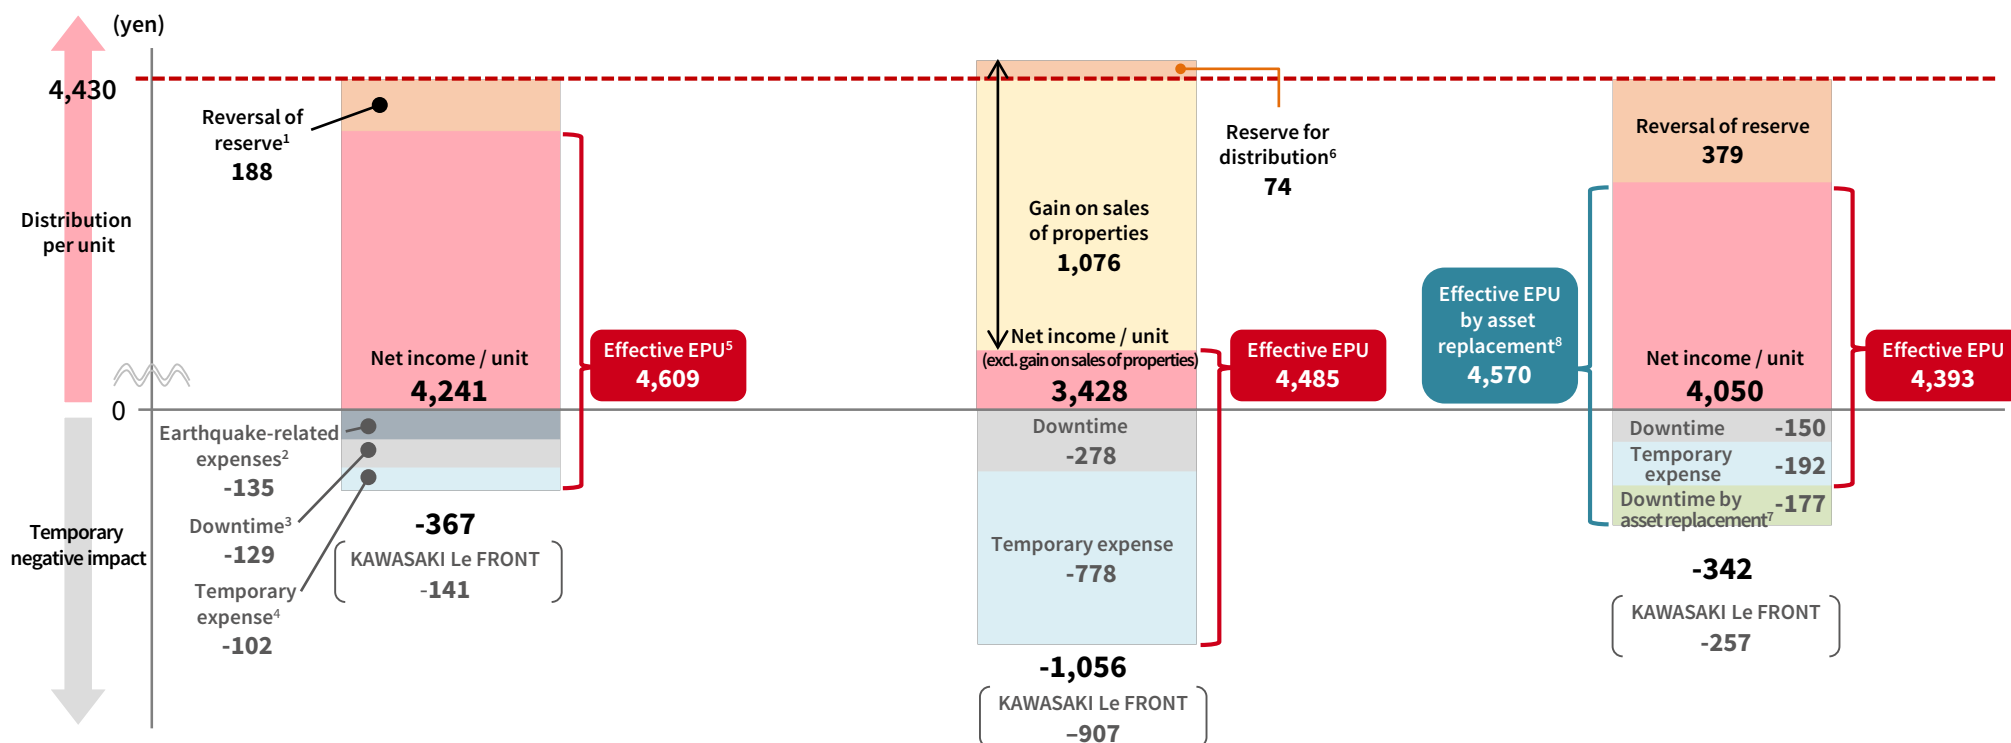 (yen)
4,430
Distribution
per unit
0
Temporary
negative impact
Reversal of
reserve1
188
Net income / unit
4,241
Effective EPU5
4,609
Earthquake-related
expenses2
-135
Downtime3
-129
Temporary
expense4
-102
-367
KAWASAKI Le FRONT
-141
Reserve for
distribution6
74
Gain on sales
of properties
1,076
Net income / unit
(excl. gain on sales of properties)
3,428
Effective EPU
4,485
Downtime
-278
Temporary expense
-778
-1,056
KAWASAKI Le FRONT
–907
Reversal of reserve
379
Effective EPU
by asset
replacement8
4,570
Net income / unit
4,050
Effective EPU
4,393
Downtime -150
Temporary
expense -192
Downtime by
asset replacement7 -177
-342
KAWASAKI Le FRONT
-257